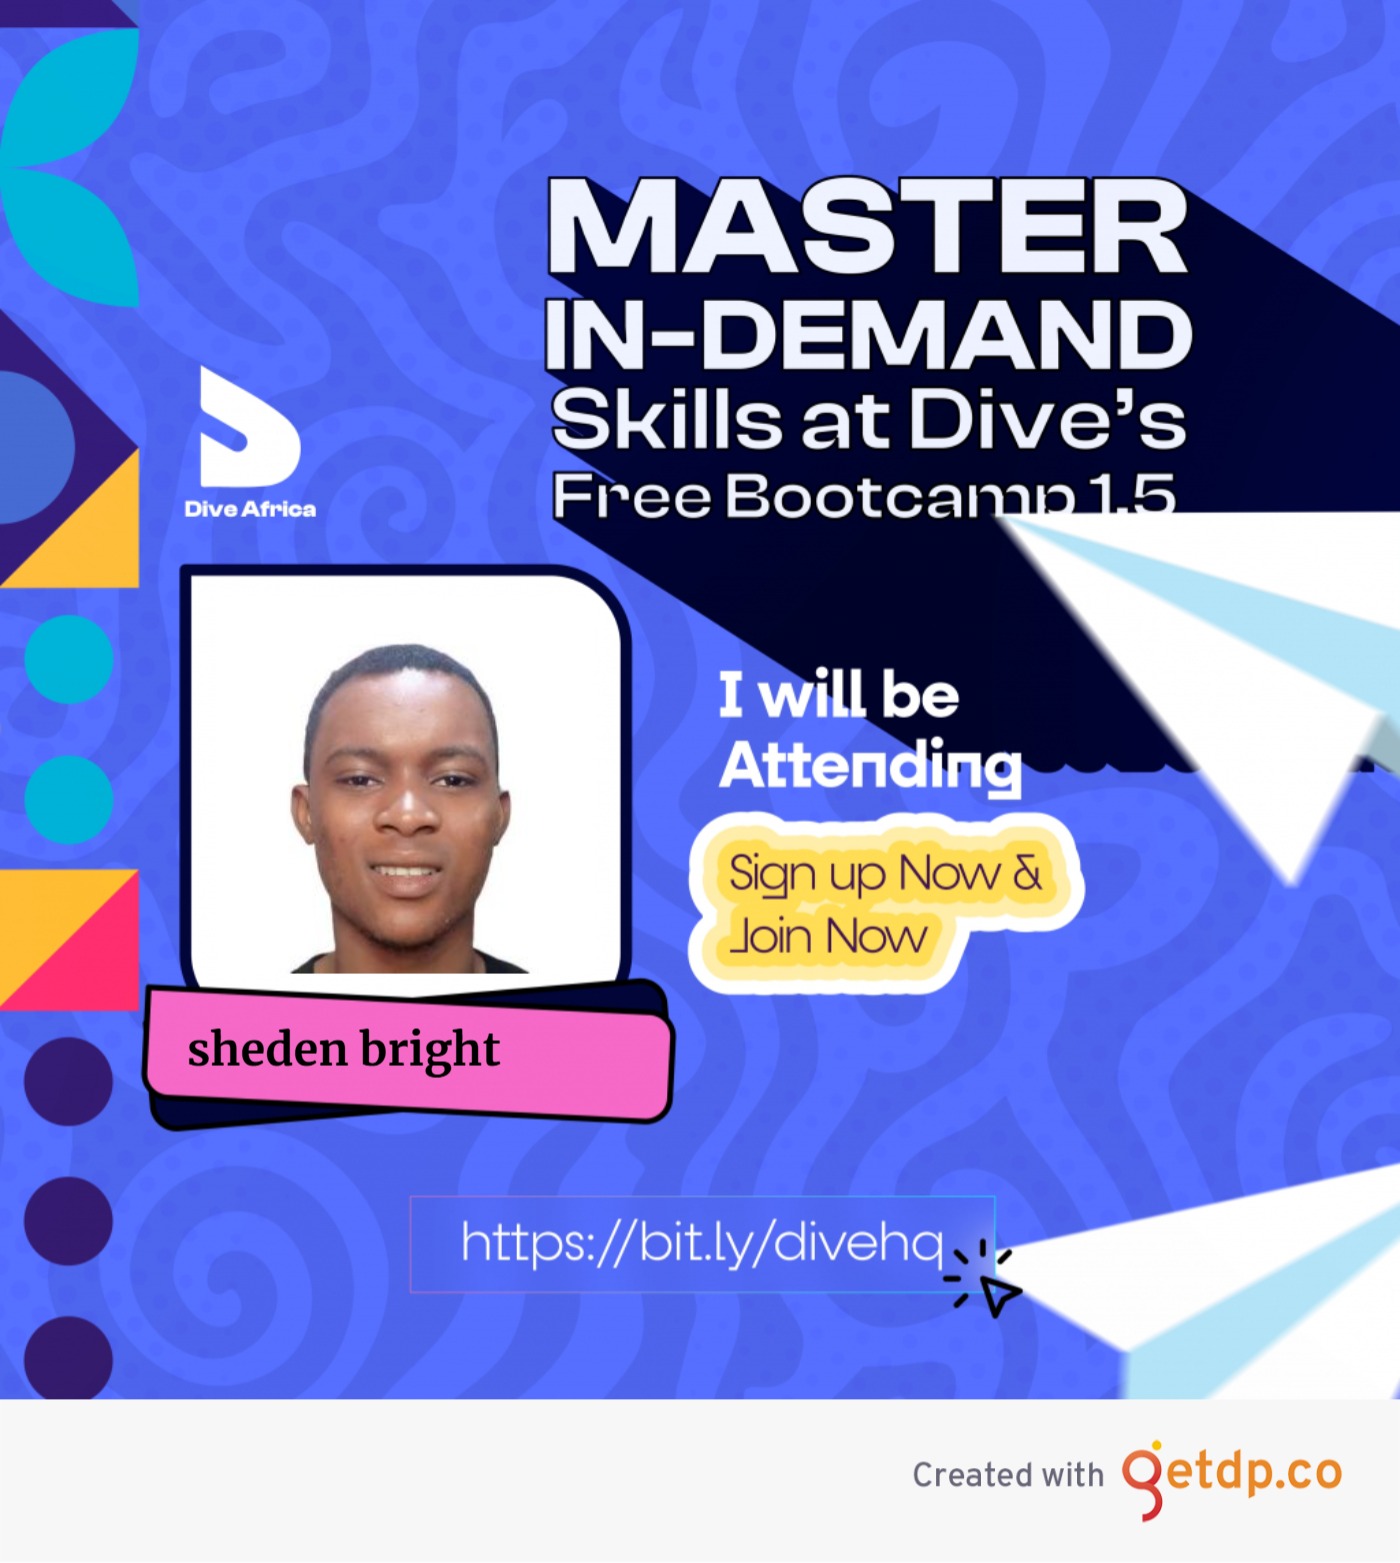 MASTER
IN-DEMAND
Skills at Dive’s
Free Bootcamp 1.5
Dive Africa
I will be
Attending
Sign up Now &
Join Now
sheden bright
https://bit.ly/divehq
Created with getdp.co